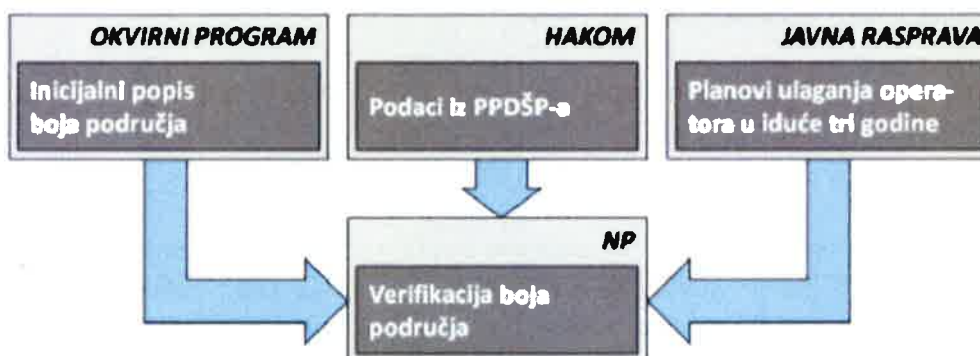 OKVIRNI PROGRAM
Inicijalni popis
boja područja
HAKOM
Podaci iz PPDŠP-a
JAVNA RASPRAVA
Planovi ulaganja opera-
tora u iduće tri godine
NP
Verifikacija boja
područja